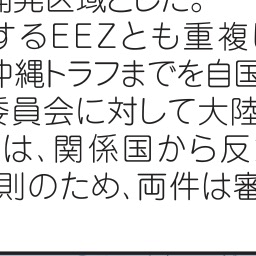 開発区域とした。
するEEZとも重複
沖縄トラフまでを自国
委員会に対して大陸
は、関係国から反
則のため、両件は審